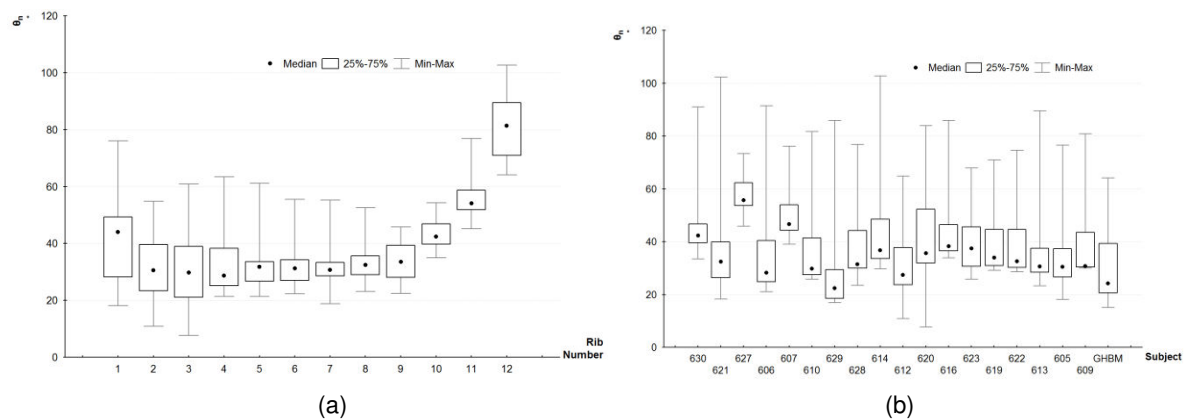 θn .
120
100
80
60
40
20
0
Median 25%-75% Min-Max
1 2 3 4 5 6 7 8 9 10 11 12
Rib
Number
(a)
θn .
120
100
80
60
40
20
0
Median 25%-75% Min-Max
630 627 607 629 614 620 623 622 605 GHBM
621 606 610 628 612 616 619 613 609
Subject
(b)